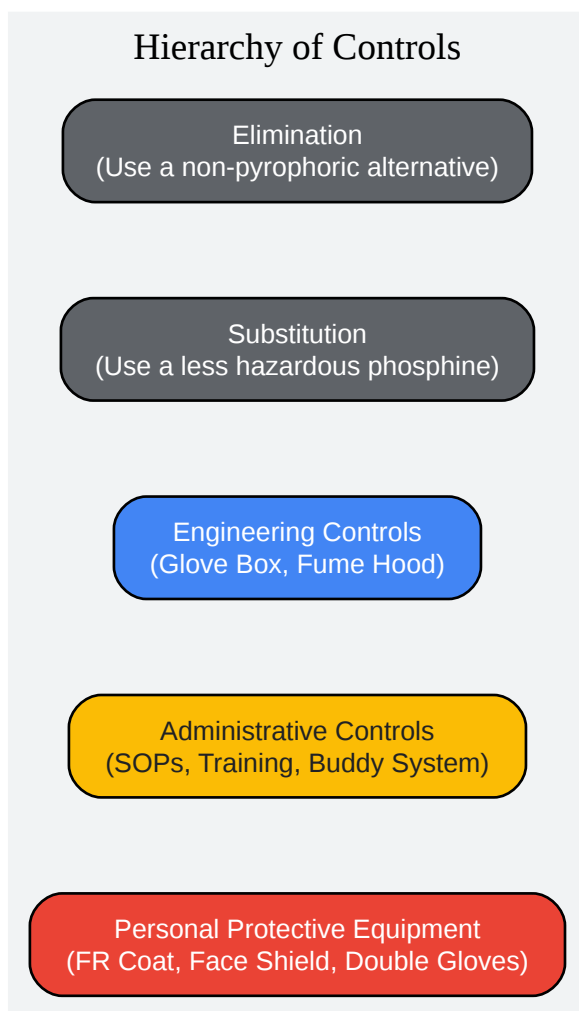 Hierarchy of Controls
Elimination
(Use a non-pyrophoric alternative)
Substitution
(Use a less hazardous phosphine)
Engineering Controls
(Glove Box, Fume Hood)
Administrative Controls
(SOPs, Training, Buddy System)
Personal Protective Equipment
(FR Coat, Face Shield, Double Gloves)